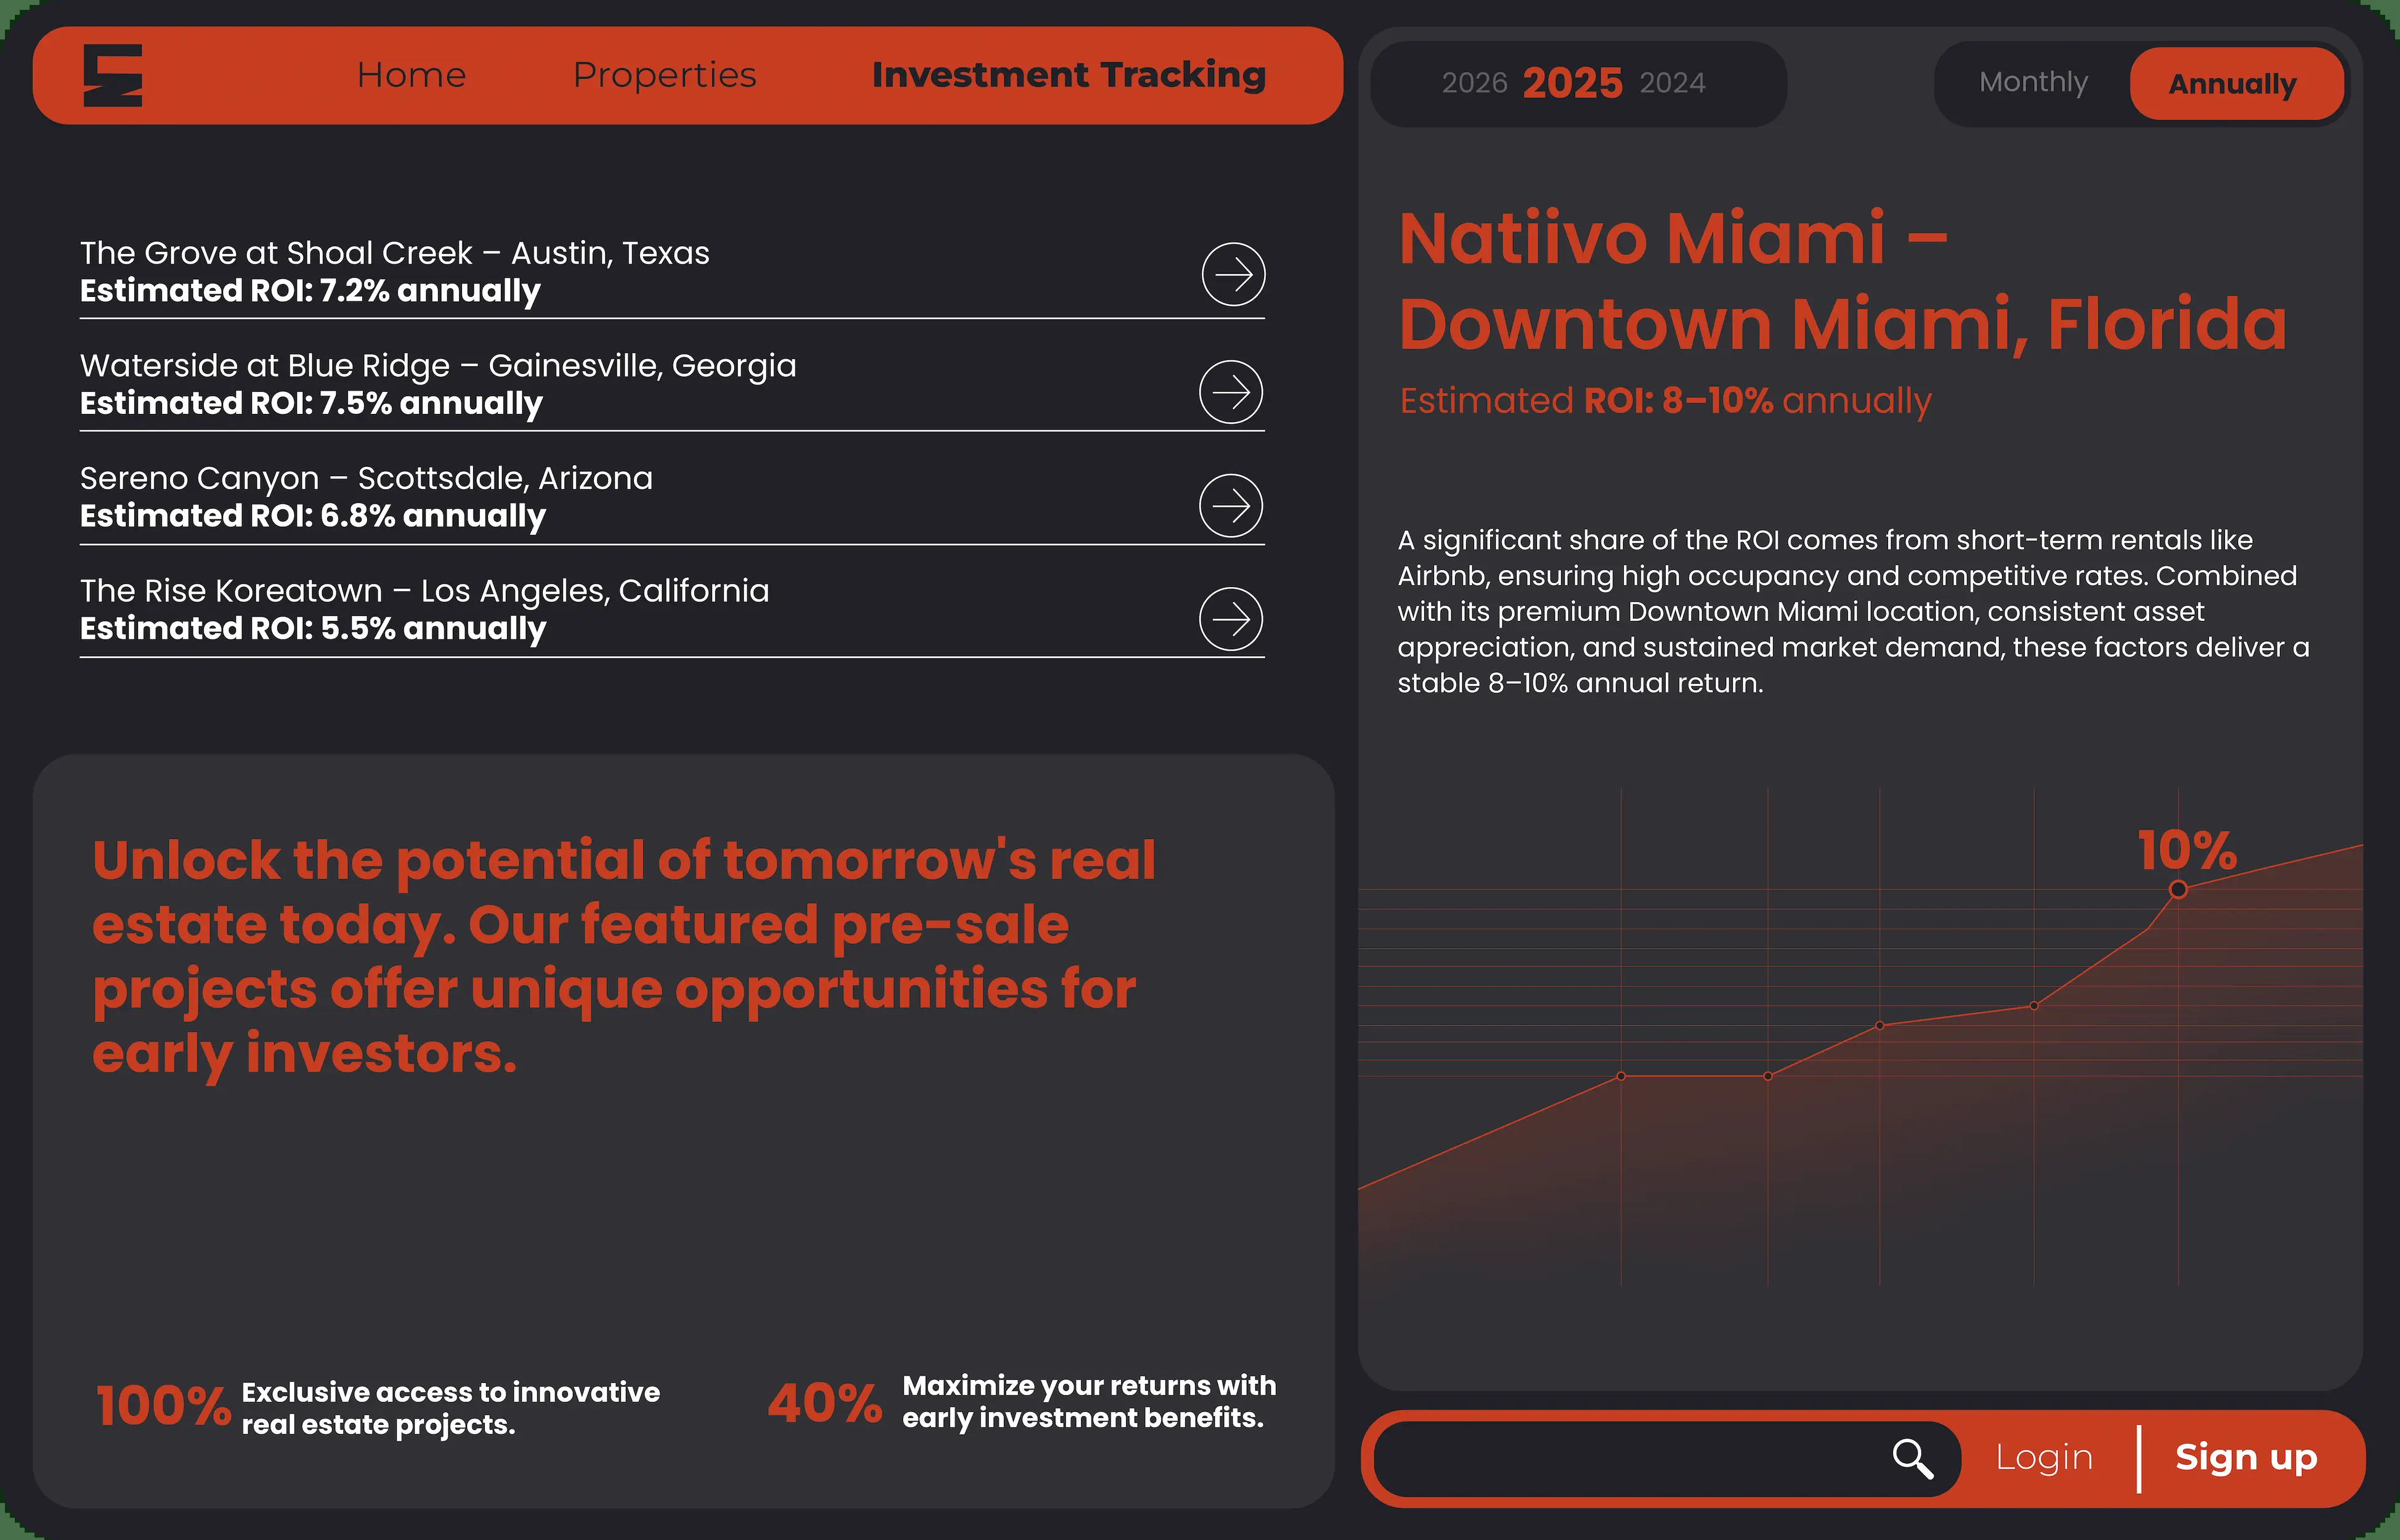 Home Properties Investment Tracking
2026 2025 2024
Monthly Annually
The Grove at Shoal Creek – Austin, Texas
Estimated ROI: 7.2% annually
Waterside at Blue Ridge – Gainesville, Georgia
Estimated ROI: 7.5% annually
Sereno Canyon – Scottsdale, Arizona
Estimated ROI: 6.8% annually
The Rise Koreatown – Los Angeles, California
Estimated ROI: 5.5% annually
Unlock the potential of tomorrow's real
estate today. Our featured pre-sale
projects offer unique opportunities for
early investors.
100% Exclusive access to innovative
real estate projects.
40% Maximize your returns with
early investment benefits.
Natiivo Miami –
Downtown Miami, Florida
Estimated ROI: 8–10% annually
A significant share of the ROI comes from short-term rentals like
Airbnb, ensuring high occupancy and competitive rates. Combined
with its premium Downtown Miami location, consistent asset
appreciation, and sustained market demand, these factors deliver a
stable 8–10% annual return.
10%
Login Sign up